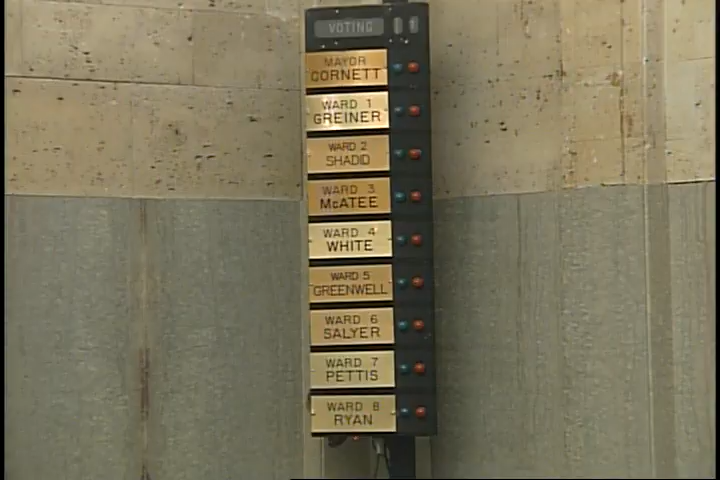 VOTING
MAYOR
CORNETT
WARD 1
GREINER
WARD 2
SHADID
WARD 3
McATEE
WARD 4
WHITE
WARD 5
GREENWELL
WARD 6
SALYER
WARD 7
PETTIS
WARD 8
RYAN